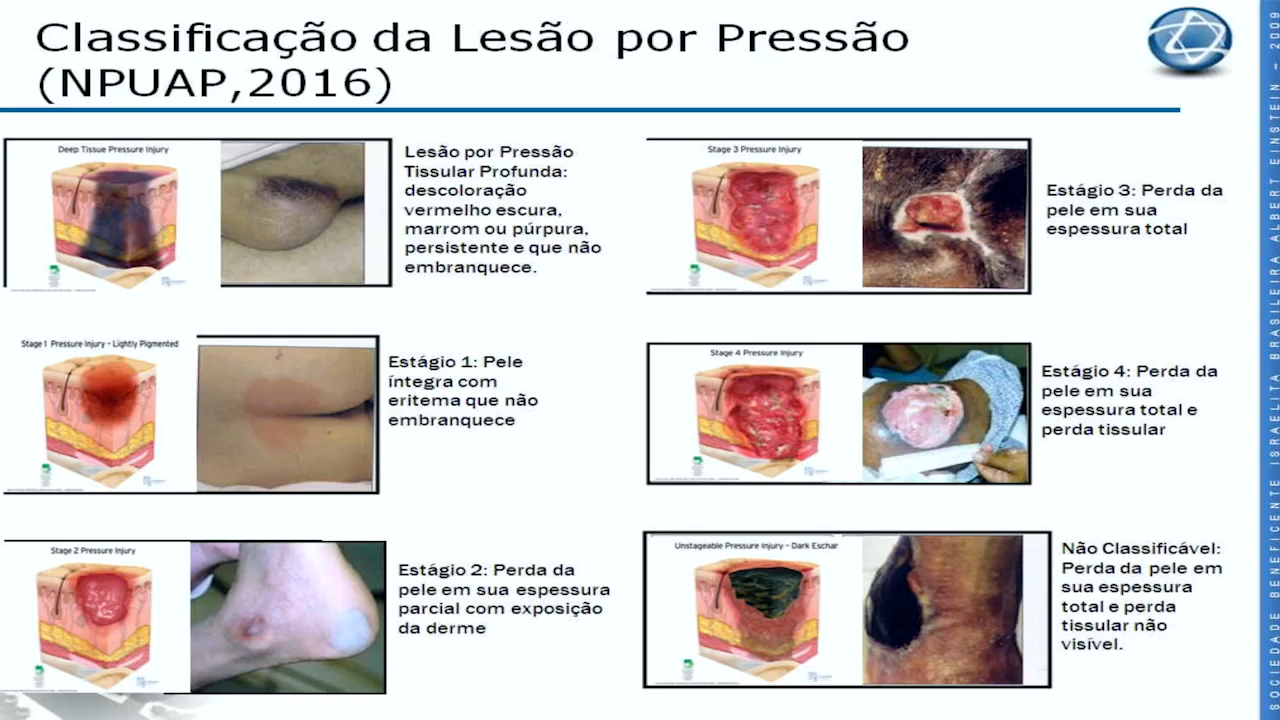 Classificação da Lesão por Pressão
(NPUAP,2016)
Deep Tissue Pressure Injury
Lesão por Pressão
Tissular Profunda:
descoloração
vermelho escura,
marrom ou púrpura,
persistente e que não
embranquece.
Stage 1 Pressure Injury - Lightly Pigmented
Estágio 1: Pele
íntegra com
eritema que não
embranquece
Stage 2 Pressure Injury
Estágio 2: Perda da
pele em sua espessura
parcial com exposição
da derme
Stage 3 Pressure Injury
Estágio 3: Perda da
pele em sua
espessura total
Stage 4 Pressure Injury
Estágio 4: Perda da
pele em sua
espessura total e
perda tissular
Unstageable Pressure Injury - Dark Eschar
Não Classificável:
Perda da pele em
sua espessura
total e perda
tissular não
visível.
SOCIEDADE BENEFICENTE ISRAELITA BRASILEIRA ALBERT EINSTEIN - 2009